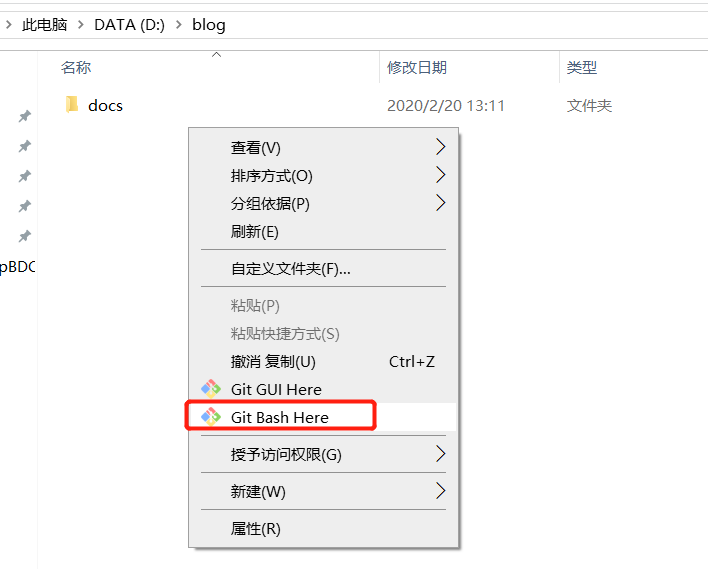 此电脑 > DATA (D:) > blog
名称 修改日期 类型
docs 2020/2/20 13:11 文件夹
查看(V)
排序方式(O)
分组依据(P)
刷新(E)
pBDC
自定义文件夹(F)...
粘贴(P)
粘贴快捷方式(S)
撤消 复制(U) Ctrl+Z
Git GUI Here
Git Bash Here
授予访问权限(G)
新建(W)
属性(R)